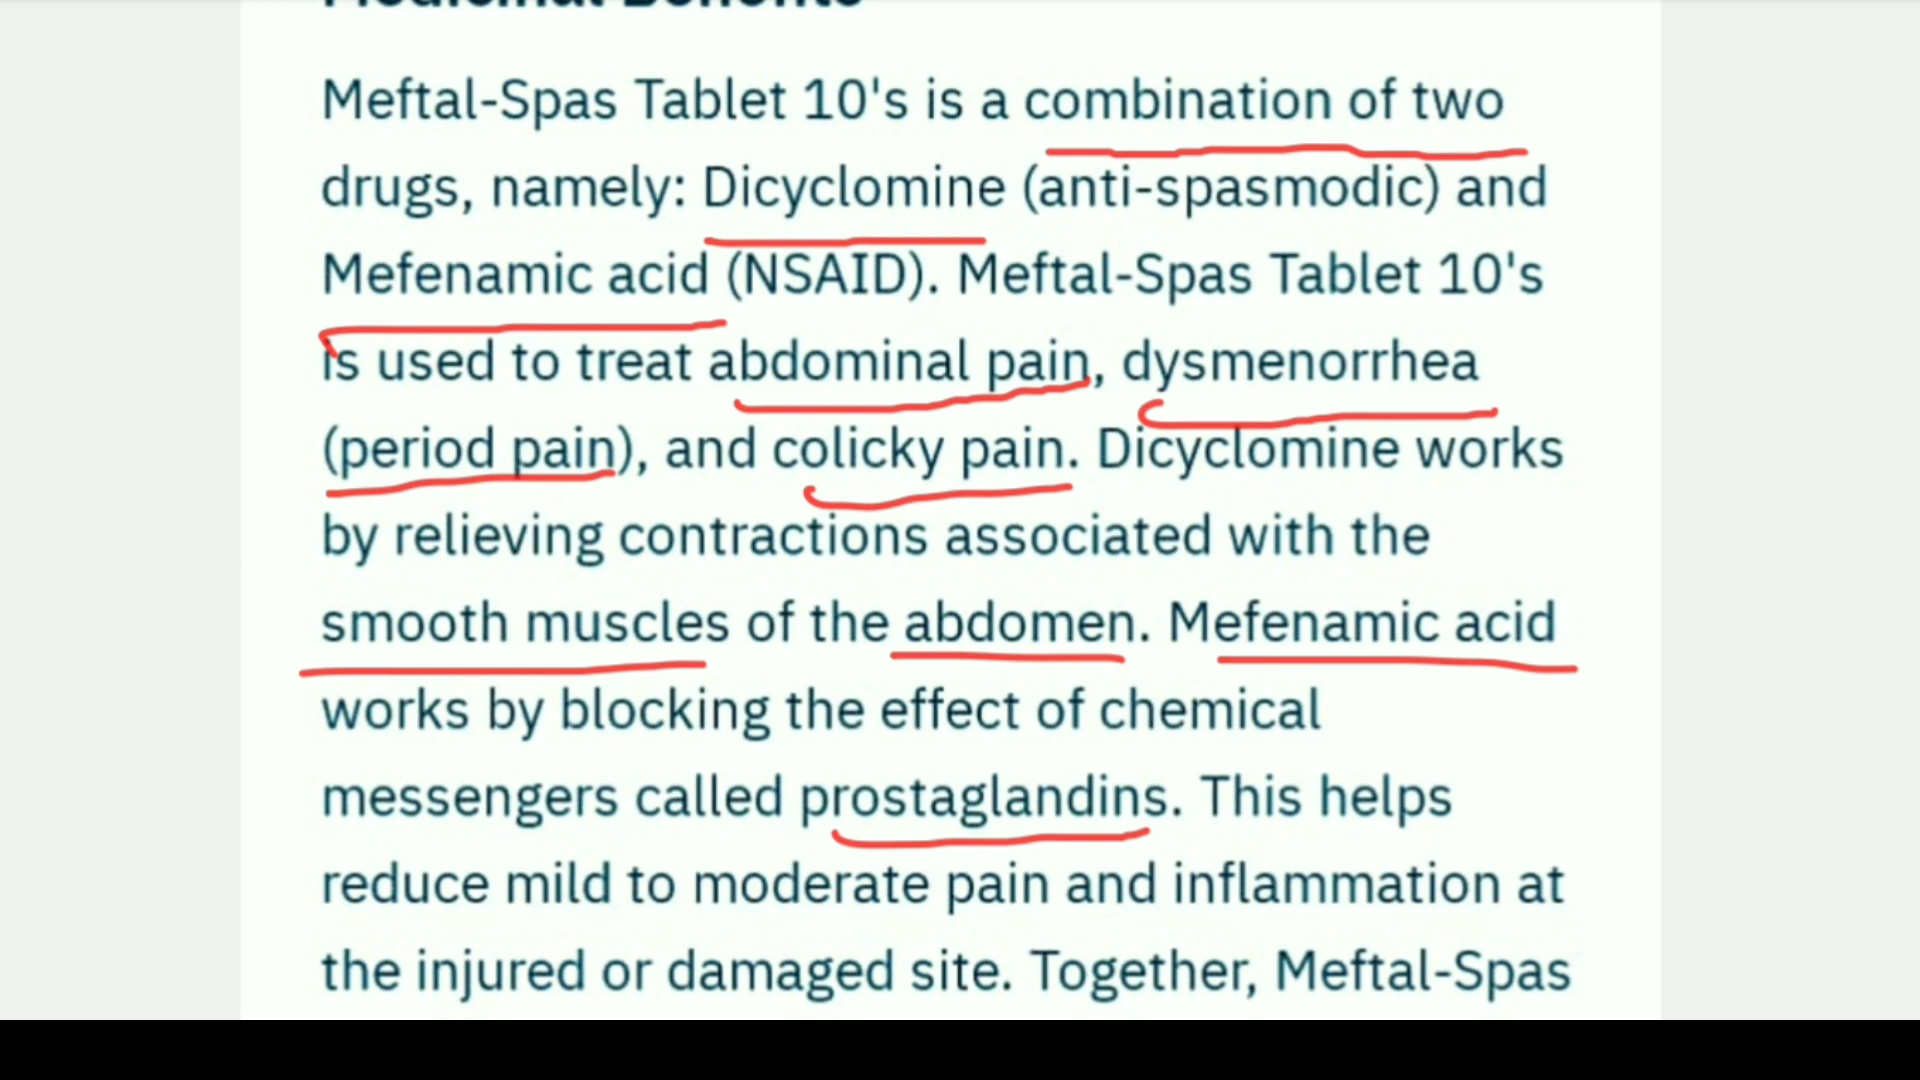 Medicinal Benefits
Meftal-Spas Tablet 10's is a combination of two
drugs, namely: Dicyclomine (anti-spasmodic) and
Mefenamic acid (NSAID). Meftal-Spas Tablet 10's
is used to treat abdominal pain, dysmenorrhea
(period pain), and colicky pain. Dicyclomine works
by relieving contractions associated with the
smooth muscles of the abdomen. Mefenamic acid
works by blocking the effect of chemical
messengers called prostaglandins. This helps
reduce mild to moderate pain and inflammation at
the injured or damaged site. Together, Meftal-Spas